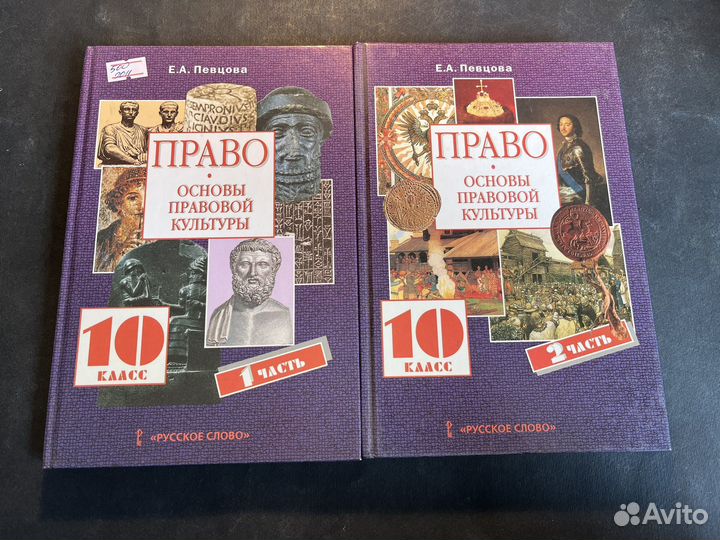 500
Е.А. Певцова
ПРАВО
•
ОСНОВЫ
ПРАВОВОЙ
КУЛЬТУРЫ
10
КЛАСС
1 ЧАСТЬ
«РУССКОЕ СЛОВО»
Е.А. Певцова
ПРАВО
•
ОСНОВЫ
ПРАВОВОЙ
КУЛЬТУРЫ
10
КЛАСС
2 ЧАСТЬ
«РУССКОЕ СЛОВО»
Avito